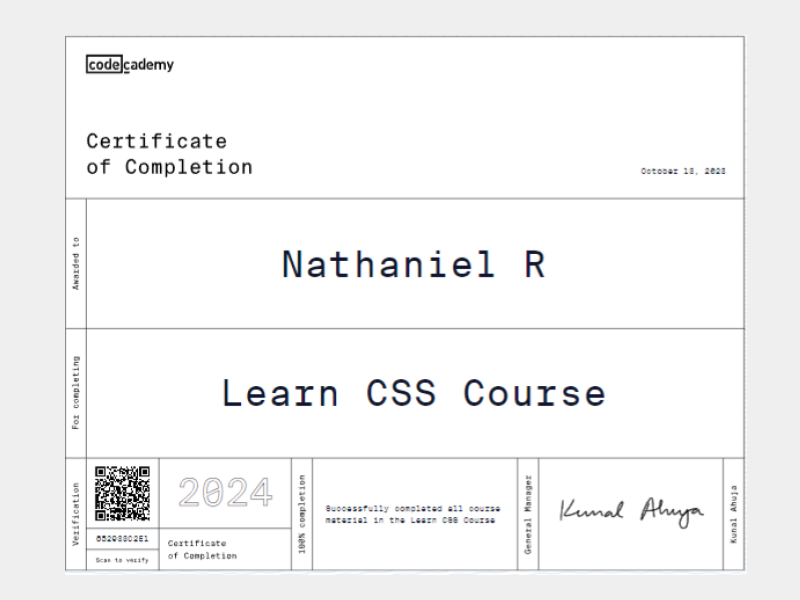 codecademy
Certificate
of Completion
October 18, 2023
Awarded to
Nathaniel R
For completing
Learn CSS Course
Verification
Scan to verify
2024
Certificate
of Completion
100% completion
Successfully completed all course
material in the Learn CSS Course
General Manager
Kunal Ahuja
Kunal Ahuja